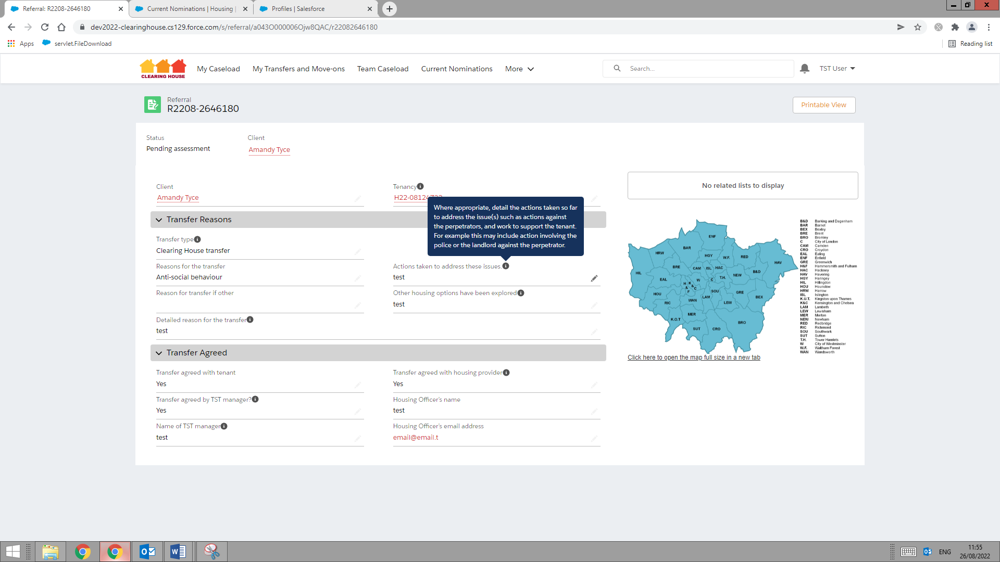 Referral: R2208-2646180
Current Nominations | Housing |
Profiles | Salesforce
dev2022-clearinghouse.cs129.force.com/s/referral/a043O000006Ojw8QAC/r22082646180
Apps
servlet.FileDownload
Reading list
CLEARING HOUSE
My Caseload
My Transfers and Move-ons
Team Caseload
Current Nominations
More
Search...
TST User
Referral
R2208-2646180
Printable View
Status
Client
Pending assessment
Amandy Tyce
Client
Tenancy
Amandy Tyce
No related lists to display
Where appropriate, detail the actions taken so far
to address the issue(s) such as actions against
the perpetrators, and work to support the tenant.
For example this may include action involving the
police or the landlord against the perpetrator.
Transfer Reasons
Transfer type
Clearing House transfer
Reasons for the transfer
Actions taken to address these issues.
Anti-social behaviour
test
Reason for transfer if other
Other housing options have been explored
test
Detailed reason for the transfer
test
Transfer Agreed
Transfer agreed with tenant
Transfer agreed with housing provider
Yes
Yes
Transfer agreed by TST manager?
Housing Officer's name
Yes
test
Name of TST manager
Housing Officer's email address
test
email@email.t
ENF
BAR
HRW
HGY
W.F.
RED
HAV
HIL
BRE
CAM
ISL
HAC
B&D
NEW
EAL
W
C
T.H.
H
&
F
K
&
C
HOU
SOU
GRE
BEX
RIC
WAN
LAM
LEW
MER
K.O.T
BRO
SUT
CRO
B&D Barking and Dagenham
BAR Barnet
BEX Bexley
BRE Brent
BRO Bromley
C City of London
CAM Camden
CRO Croydon
EAL Ealing
ENF Enfield
GRE Greenwich
H&F Hammersmith and Fulham
HAC Hackney
HAV Havering
HGY Haringey
HIL Hillingdon
HOU Hounslow
HRW Harrow
ISL Islington
K.U.T. Kingston upon Thames
K&C Kensington and Chelsea
LAM Lambeth
LEW Lewisham
MER Merton
NEW Newham
RED Redbridge
RIC Richmond
SOU Southwark
SUT Sutton
T.H. Tower Hamlets
W City of Westminster
W.F. Waltham Forest
WAN Wandsworth
Click here to open the map full size in a new tab
ENG
11:55
26/08/2022